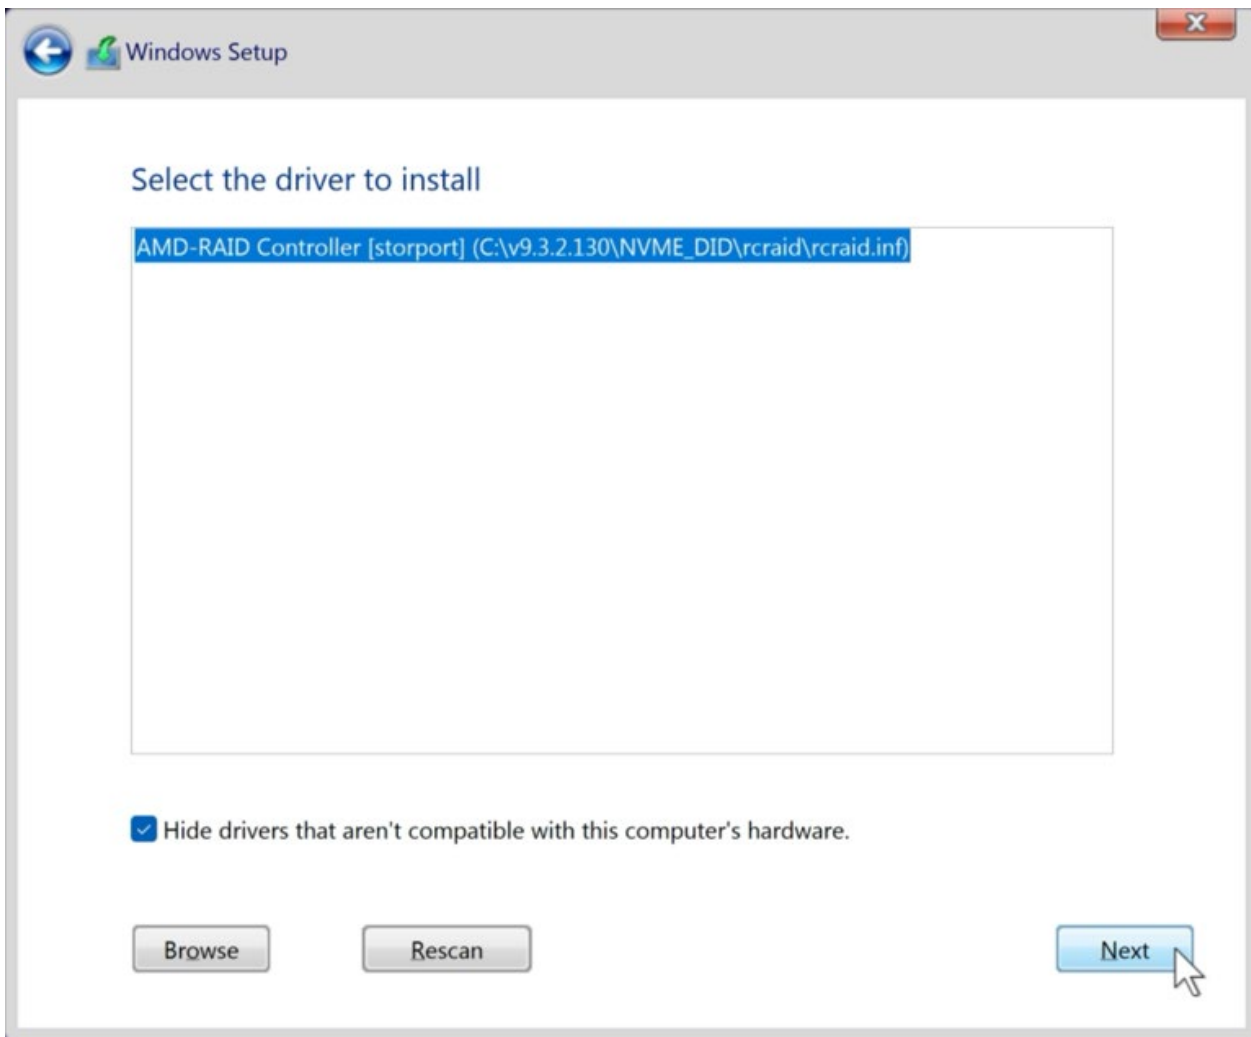 Windows Setup
Select the driver to install
AMD-RAID Controller [storport] (C:\v9.3.2.130\NVME_DID\rcraid\rcraid.inf)
Hide drivers that aren't compatible with this computer's hardware.
Browse
Rescan
Next